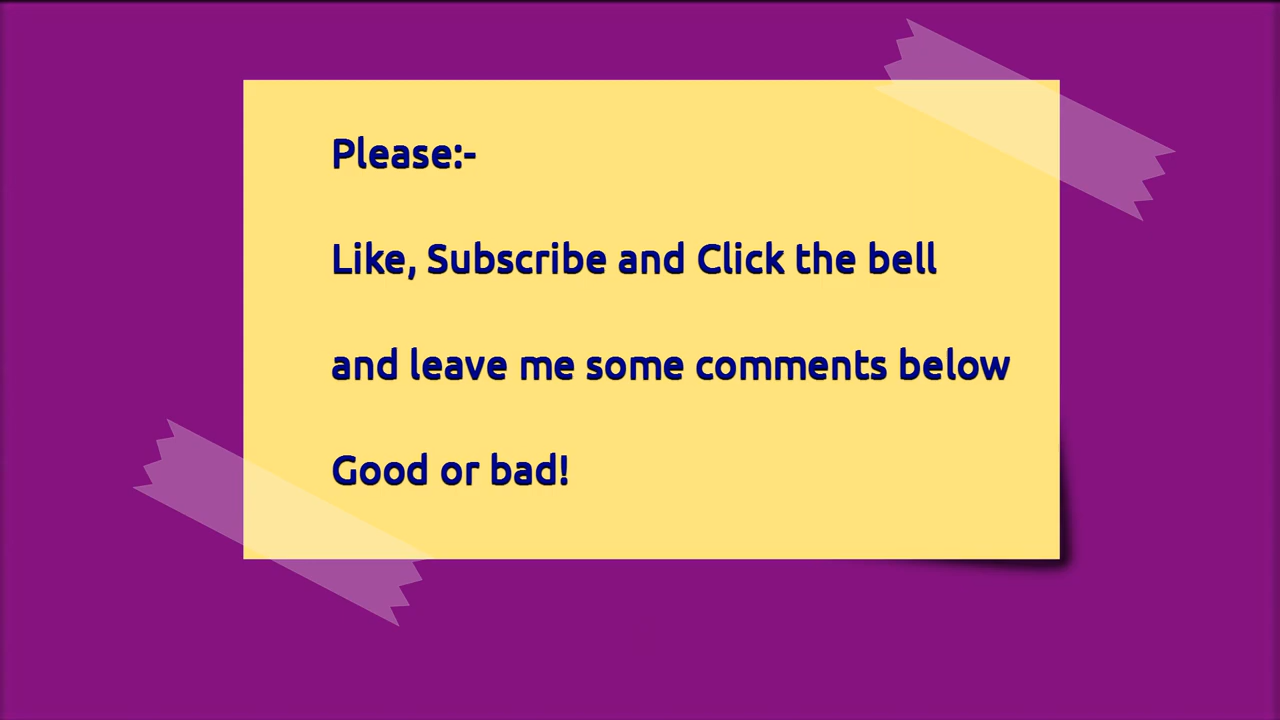 Please:-
Like, Subscribe and Click the bell
and leave me some comments below
Good or bad!